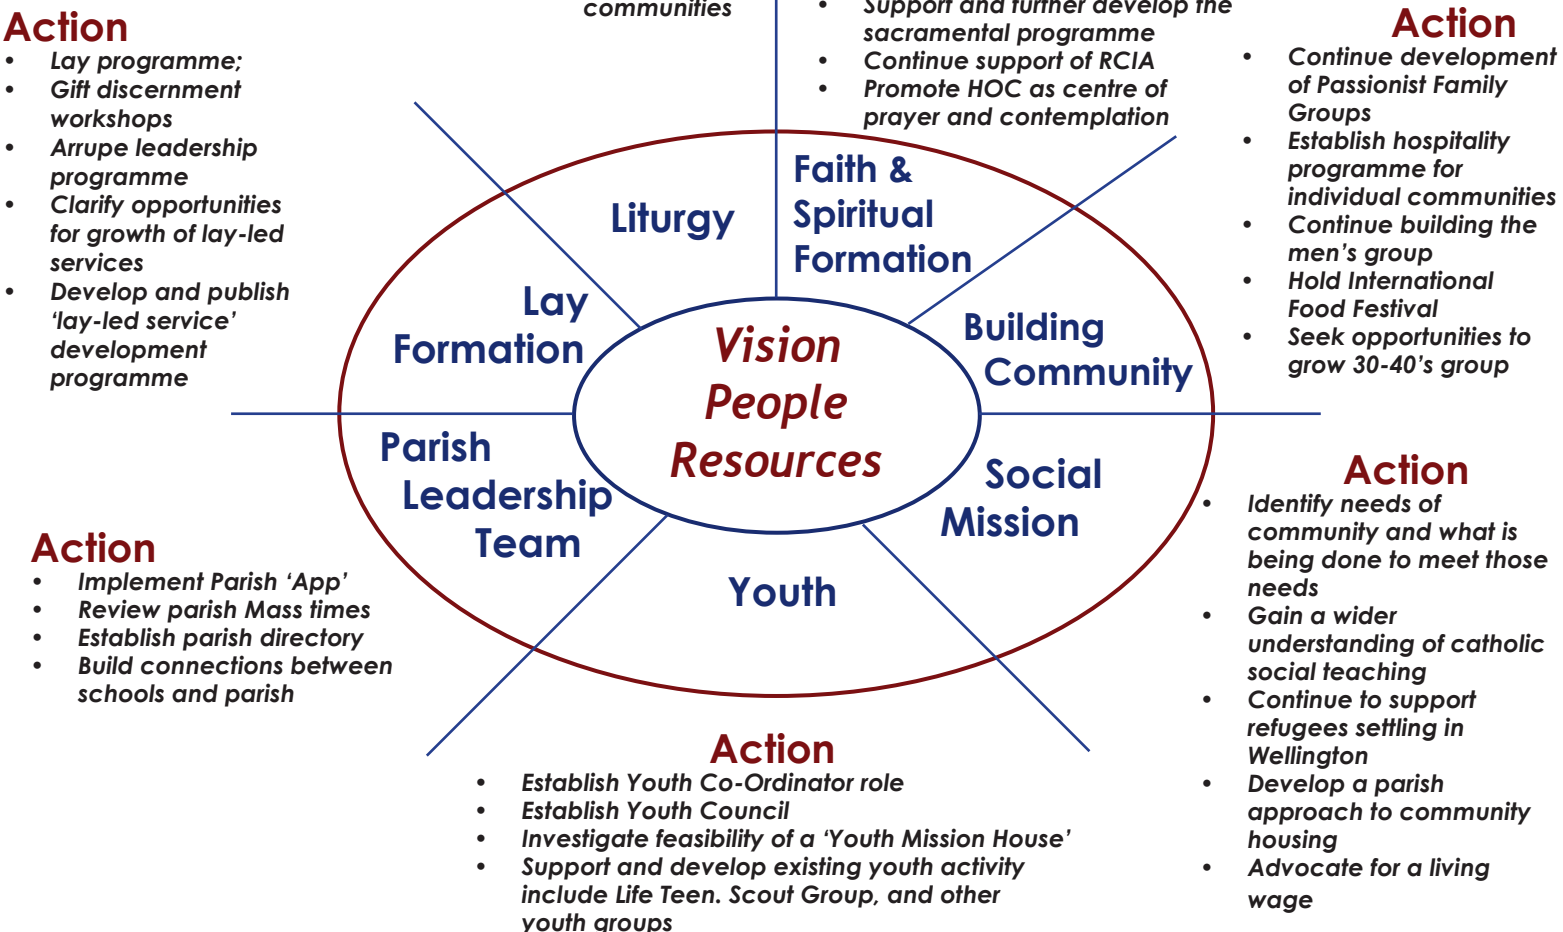 communities
• Support and further develop the
sacramental programme
• Continue support of RCIA
• Promote HOC as centre of
prayer and contemplation
Action
• Lay programme;
• Gift discernment
workshops
• Arrupe leadership
programme
• Clarify opportunities
for growth of lay-led
services
• Develop and publish
‘lay-led service’
development
programme
Action
• Continue development
of Passionist Family
Groups
• Establish hospitality
programme for
individual communities
• Continue building the
men’s group
• Hold International
Food Festival
• Seek opportunities to
grow 30-40’s group
Liturgy
Faith &
Spiritual
Formation
Lay
Formation
Building
Community
Vision
People
Resources
Parish
Leadership
Team
Social
Mission
Youth
Action
• Implement Parish ‘App’
• Review parish Mass times
• Establish parish directory
• Build connections between
schools and parish
Action
• Establish Youth Co-Ordinator role
• Establish Youth Council
• Investigate feasibility of a ‘Youth Mission House’
• Support and develop existing youth activity
include Life Teen. Scout Group, and other
youth groups
Action
• Identify needs of
community and what is
being done to meet those
needs
• Gain a wider
understanding of catholic
social teaching
• Continue to support
refugees settling in
Wellington
• Develop a parish
approach to community
housing
• Advocate for a living
wage